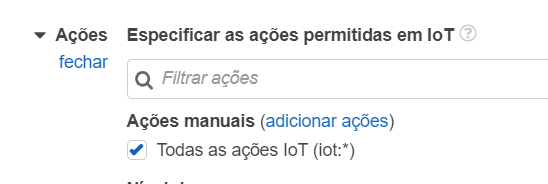 Ações Especificar as ações permitidas em IoT
fechar
Filtrar ações
Ações manuais (adicionar ações)
Todas as ações IoT (iot:*)